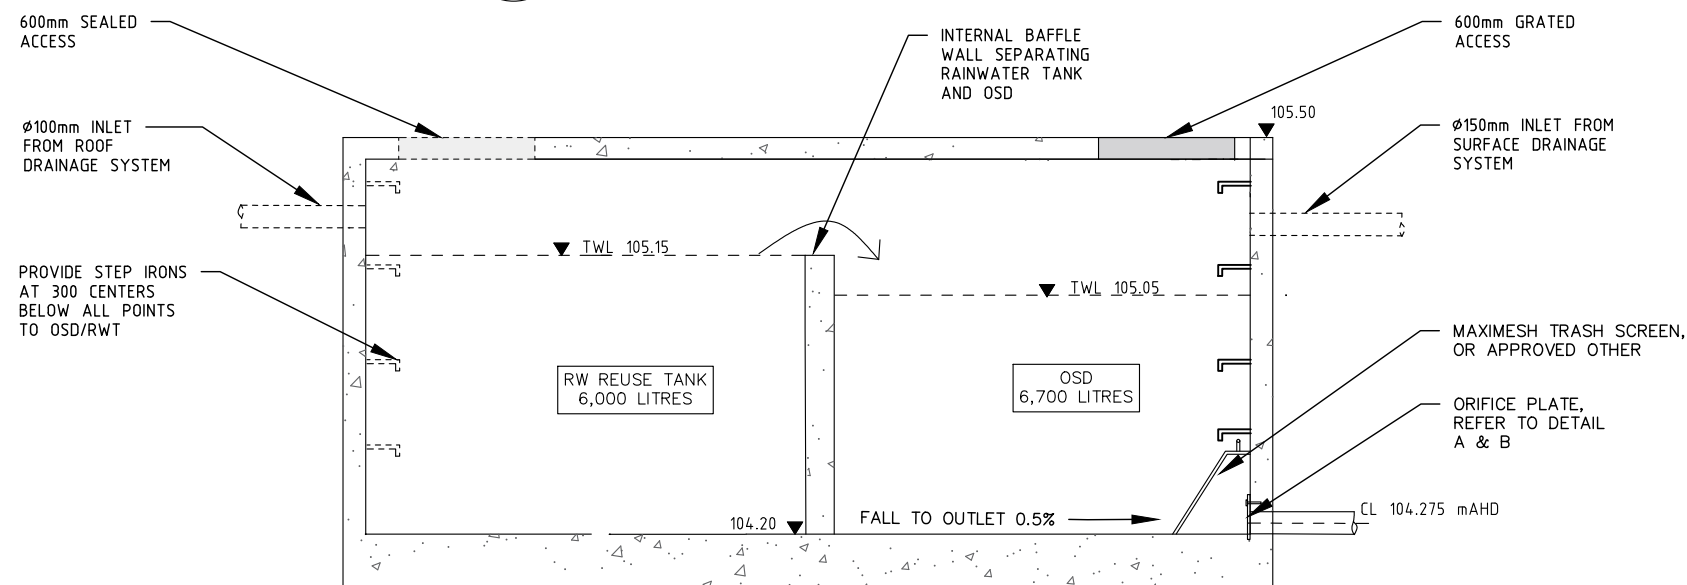 600mm SEALED
ACCESS
INTERNAL BAFFLE
WALL SEPARATING
RAINWATER TANK
AND OSD
600mm GRATED
ACCESS
105.50
Ø100mm INLET
FROM ROOF
DRAINAGE SYSTEM
Ø150mm INLET FROM
SURFACE DRAINAGE
SYSTEM
TWL 105.15
TWL 105.05
PROVIDE STEP IRONS
AT 300 CENTERS
BELOW ALL POINTS
TO OSD/RWT
MAXIMESH TRASH SCREEN,
OR APPROVED OTHER
RW REUSE TANK
6,000 LITRES
OSD
6,700 LITRES
ORIFICE PLATE,
REFER TO DETAIL
A & B
104.20
FALL TO OUTLET 0.5%
CL 104.275 mAHD